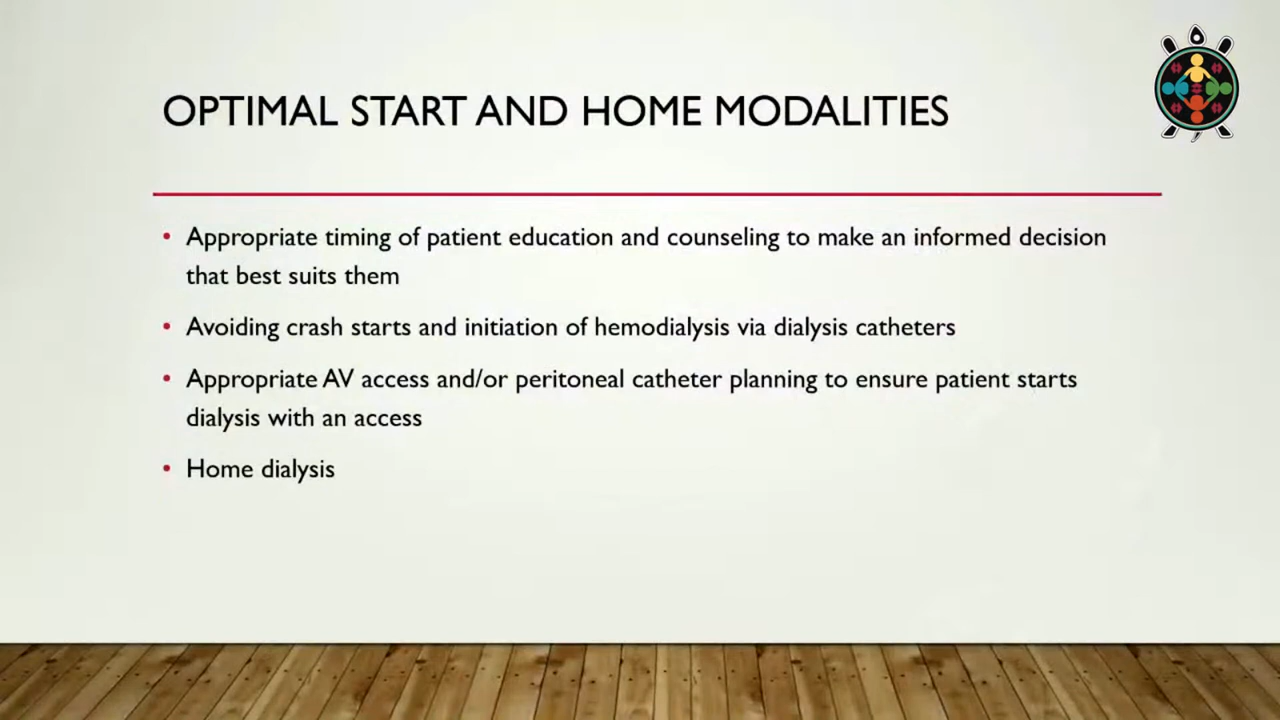 OPTIMAL START AND HOME MODALITIES
• Appropriate timing of patient education and counseling to make an informed decision
that best suits them
• Avoiding crash starts and initiation of hemodialysis via dialysis catheters
• Appropriate AV access and/or peritoneal catheter planning to ensure patient starts
dialysis with an access
• Home dialysis